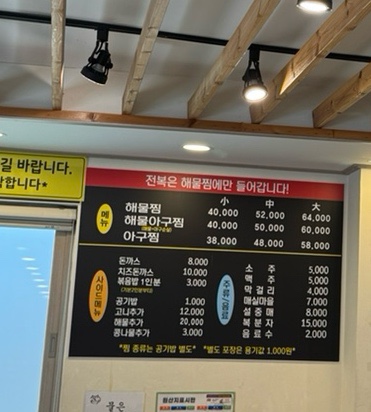 길 바랍니다.
합니다*
전복은 해물찜에만 들어갑니다!
小 中 大
메뉴
해물찜 40,000 52,000 64,000
해물아구찜 40,000 50,000 60,000
아구찜 38,000 48,000 58,000
사이드메뉴
돈까스 8.000
치즈돈까스 10,000
볶음밥 1인분 3,000
공기밥 1.000
고니추가 12.000
해물추가 20,000
콩나물추가 3.000
주류/음료
소 주 5,000
맥 주 5,000
막 걸 리 4,000
매실마을 7,000
설 중 매 8,000
복 분 자 15,000
음 료 수 2.000
*찜 종류는 공기밥 별도* *별도 포장은 용기값 1.000원*
원산지표시판